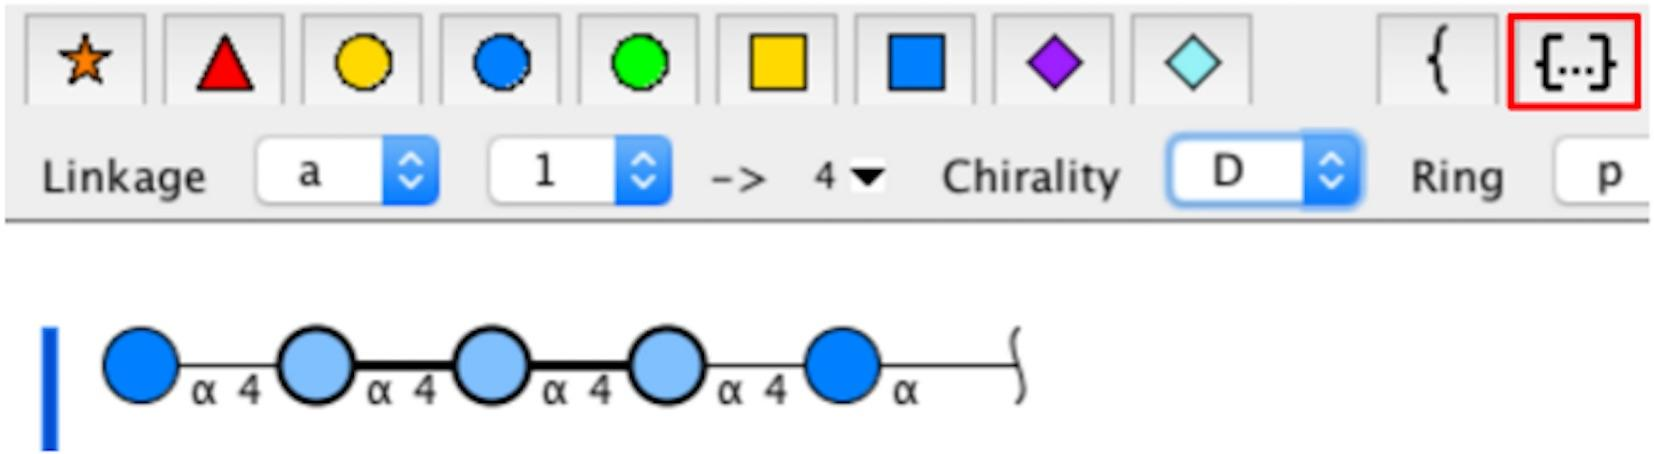 { {...}
Linkage a 1 -> 4 Chirality D Ring p
α 4 α 4 α 4 α 4 α